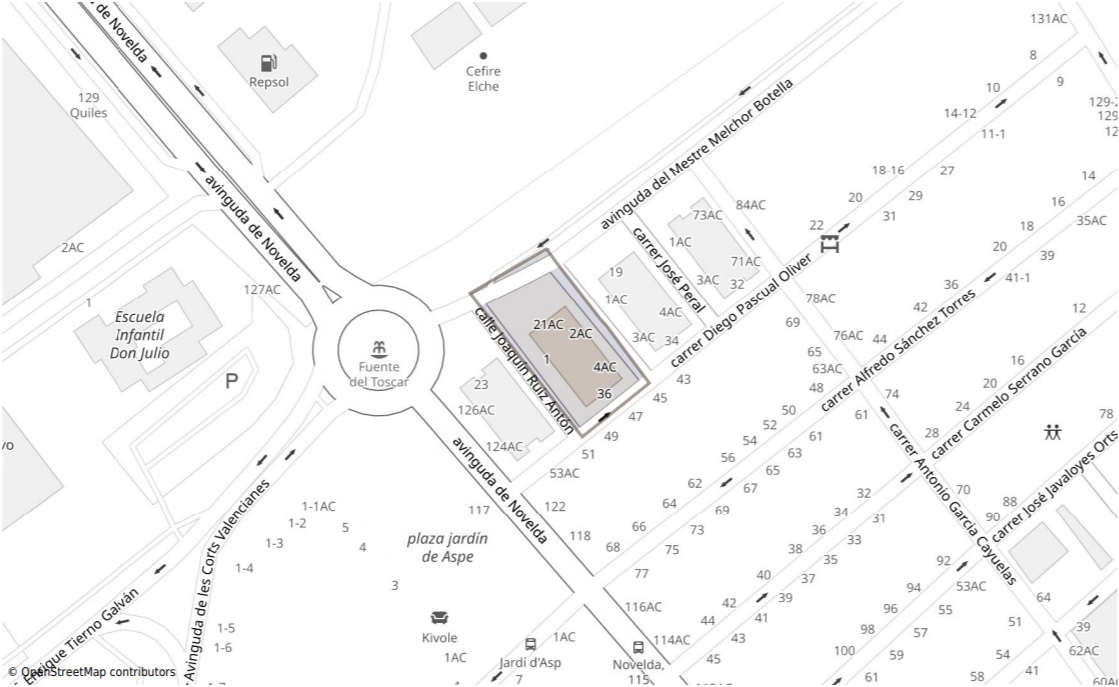 . de Novelda
131AC
8
Repsol
Cefire
Elche
10
9
129
Quiles
129-2
129
12
14-12
11-1
avinguda del Mestre Melchor Botella
18-16
27
14
avinguda de Novelda
20
29
16
84AC
73AC
31
35AC
22
18
2AC
carrer José Peral
1AC
20
39
71AC
19
3AC
32
36
41-1
127AC
1
1AC
78AC
42
12
Escuela
Infantil
Don Julio
4AC
carrer Diego Pascual Oliver
calle Joaquín Ruiz Antón
21AC
2AC
69
76AC
44
carrer Alfredo Sánchez Torres
3AC
34
65
1
16
Fuente
del Toscar
4AC
63AC
P
43
48
20
23
36
45
74
carrer Carmelo Serrano García
126AC
47
50
61
24
78
52
49
61
28
54
vo
124AC
51
56
63
carrer Antonio García Cayuelas
avinguda de Novelda
53AC
65
62
67
70
carrer José Javaloyes Orts
32
88
1-1AC
117
122
64
69
34
90
1-2
5
66
73
36
31
1-3
4
118
33
plaza jardín
de Aspe
68
75
38
35
92
1-4
77
40
37
94
53AC
3
42
39
96
64
Avinguda de les Corts Valencianes
116AC
44
41
55
51
39
1-5
Kivole
1AC
114AC
43
98
57
1-6
1AC
Jardí d'Asp
Novelda,
45
100
59
54
62AC
Enrique Tierno Galván
7
115
61
58
41
© OpenStreetMap contributors